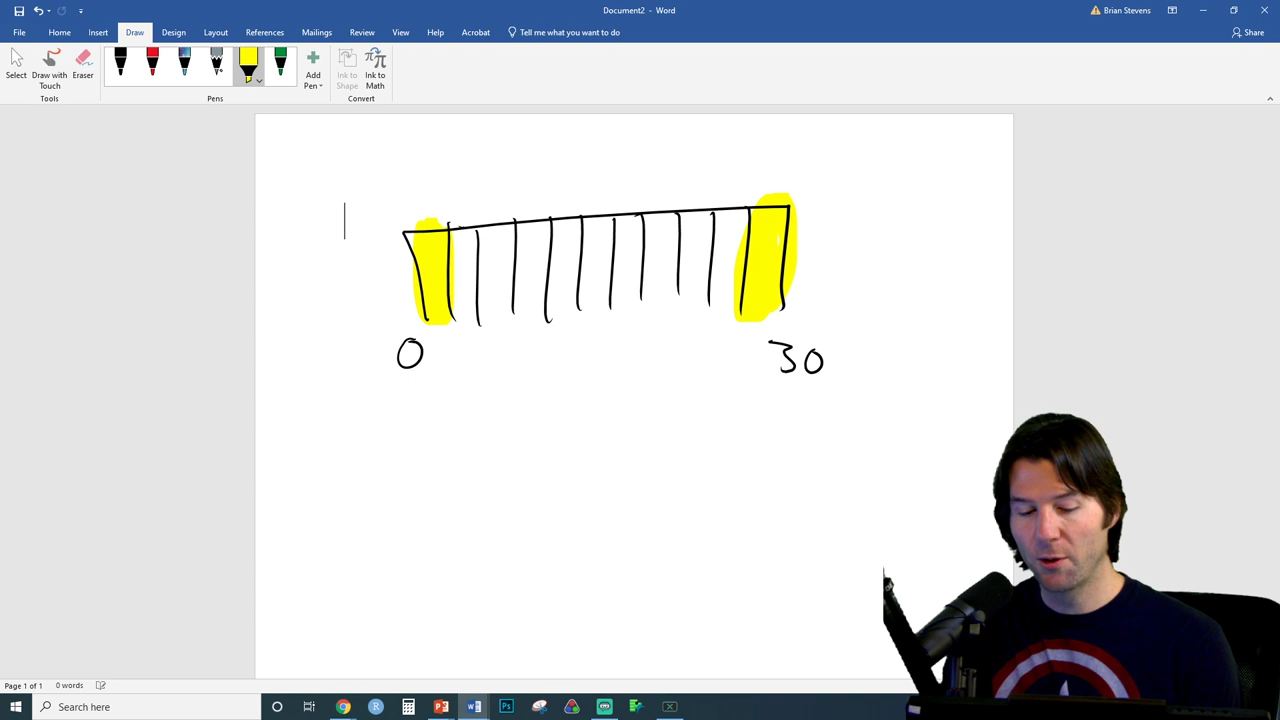 Document2 - Word
Brian Stevens
File Home Insert Draw Design Layout References Mailings Review View Help Acrobat Tell me what you want to do Share
Select Draw with Touch Eraser Add Pen Ink to Shape Ink to Math
Tools Pens Convert
0 30
Page 1 of 1 0 words
Search here